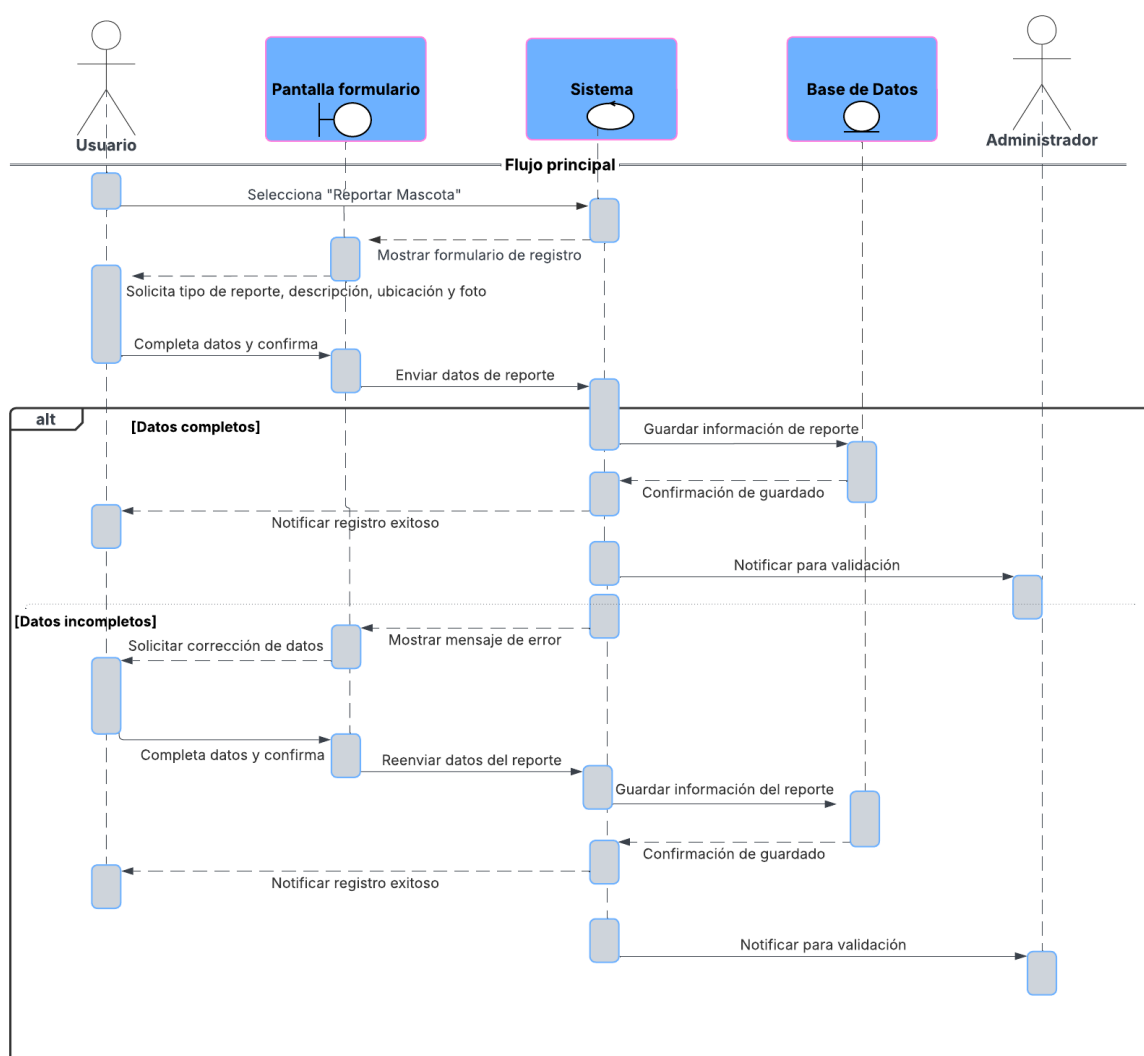 Pantalla formulario
Sistema
Base de Datos
Usuario
Administrador
Flujo principal
Selecciona "Reportar Mascota"
Mostrar formulario de registro
Solicita tipo de reporte, descripción, ubicación y foto
Completa datos y confirma
Enviar datos de reporte
alt
[Datos completos]
Guardar información de reporte
Confirmación de guardado
Notificar registro exitoso
Notificar para validación
[Datos incompletos]
Mostrar mensaje de error
Solicitar corrección de datos
Completa datos y confirma
Reenviar datos del reporte
Guardar información del reporte
Confirmación de guardado
Notificar registro exitoso
Notificar para validación